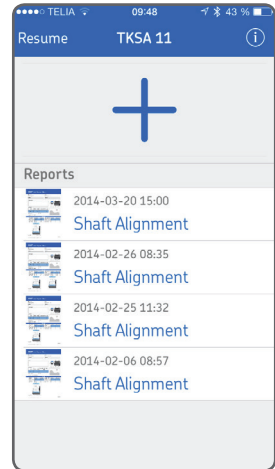 TELIA 09:48 43 %
Resume TKSA 11 i
Reports
2014-03-20 15:00
Shaft Alignment
2014-02-26 08:35
Shaft Alignment
2014-02-25 11:32
Shaft Alignment
2014-02-06 08:57
Shaft Alignment